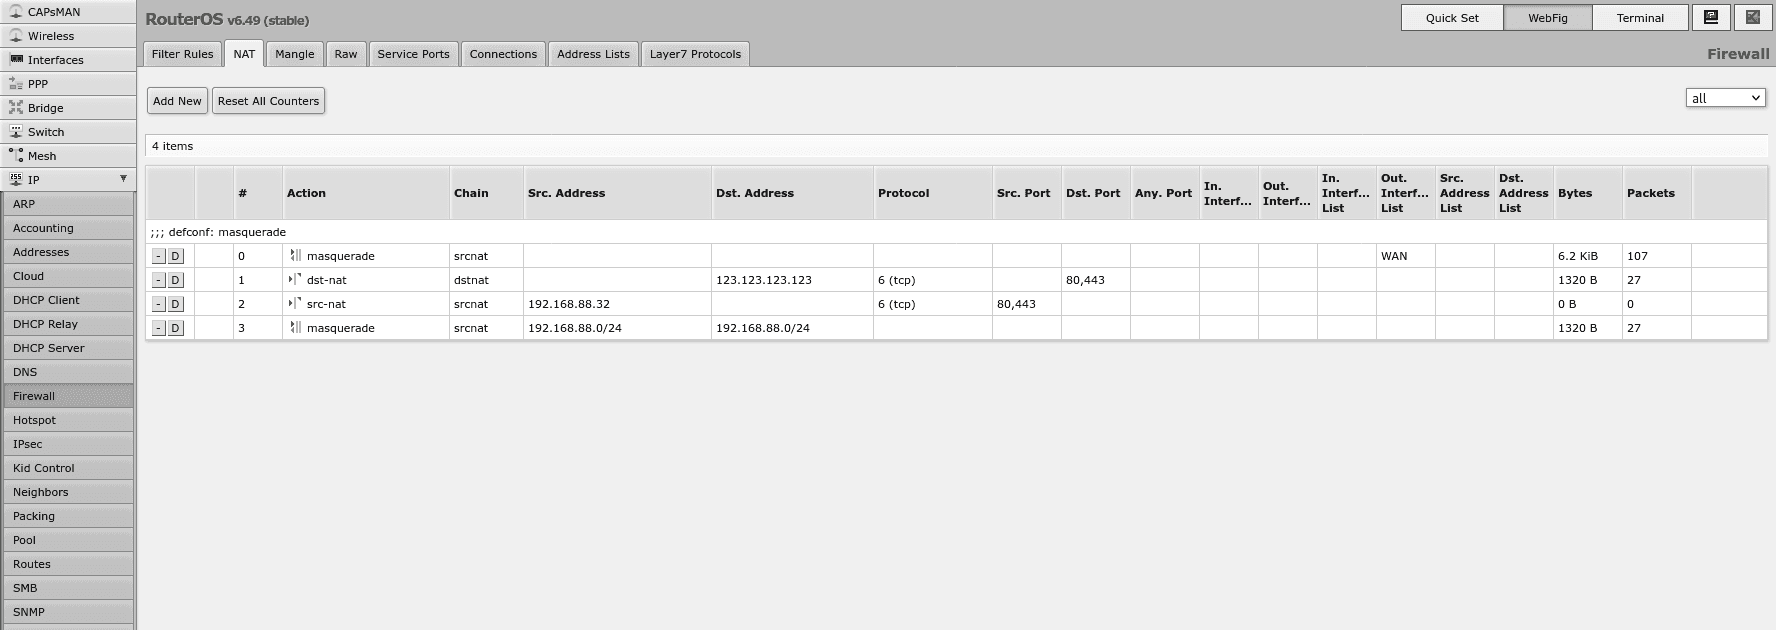 CAPsMAN
Wireless
Interfaces
PPP
Bridge
Switch
Mesh
IP
ARP
Accounting
Addresses
Cloud
DHCP Client
DHCP Relay
DHCP Server
DNS
Firewall
Hotspot
IPsec
Kid Control
Neighbors
Packing
Pool
Routes
SMB
SNMP
RouterOS v6.49 (stable)
Quick Set WebFig Terminal
Filter Rules NAT Mangle Raw Service Ports Connections Address Lists Layer7 Protocols
Firewall
Add New Reset All Counters
all
4 items
# Action Chain Src. Address Dst. Address Protocol Src. Port Dst. Port Any. Port In. Interf... Out. Interf... In. Interf... List Out. Interf... List Src. Address List Dst. Address List Bytes Packets
;;; defconf: masquerade
- D 0 masquerade srcnat WAN 6.2 KiB 107
- D 1 dst-nat dstnat 123.123.123.123 6 (tcp) 80,443 1320 B 27
- D 2 src-nat srcnat 192.168.88.32 6 (tcp) 80,443 0 B 0
- D 3 masquerade srcnat 192.168.88.0/24 192.168.88.0/24 1320 B 27